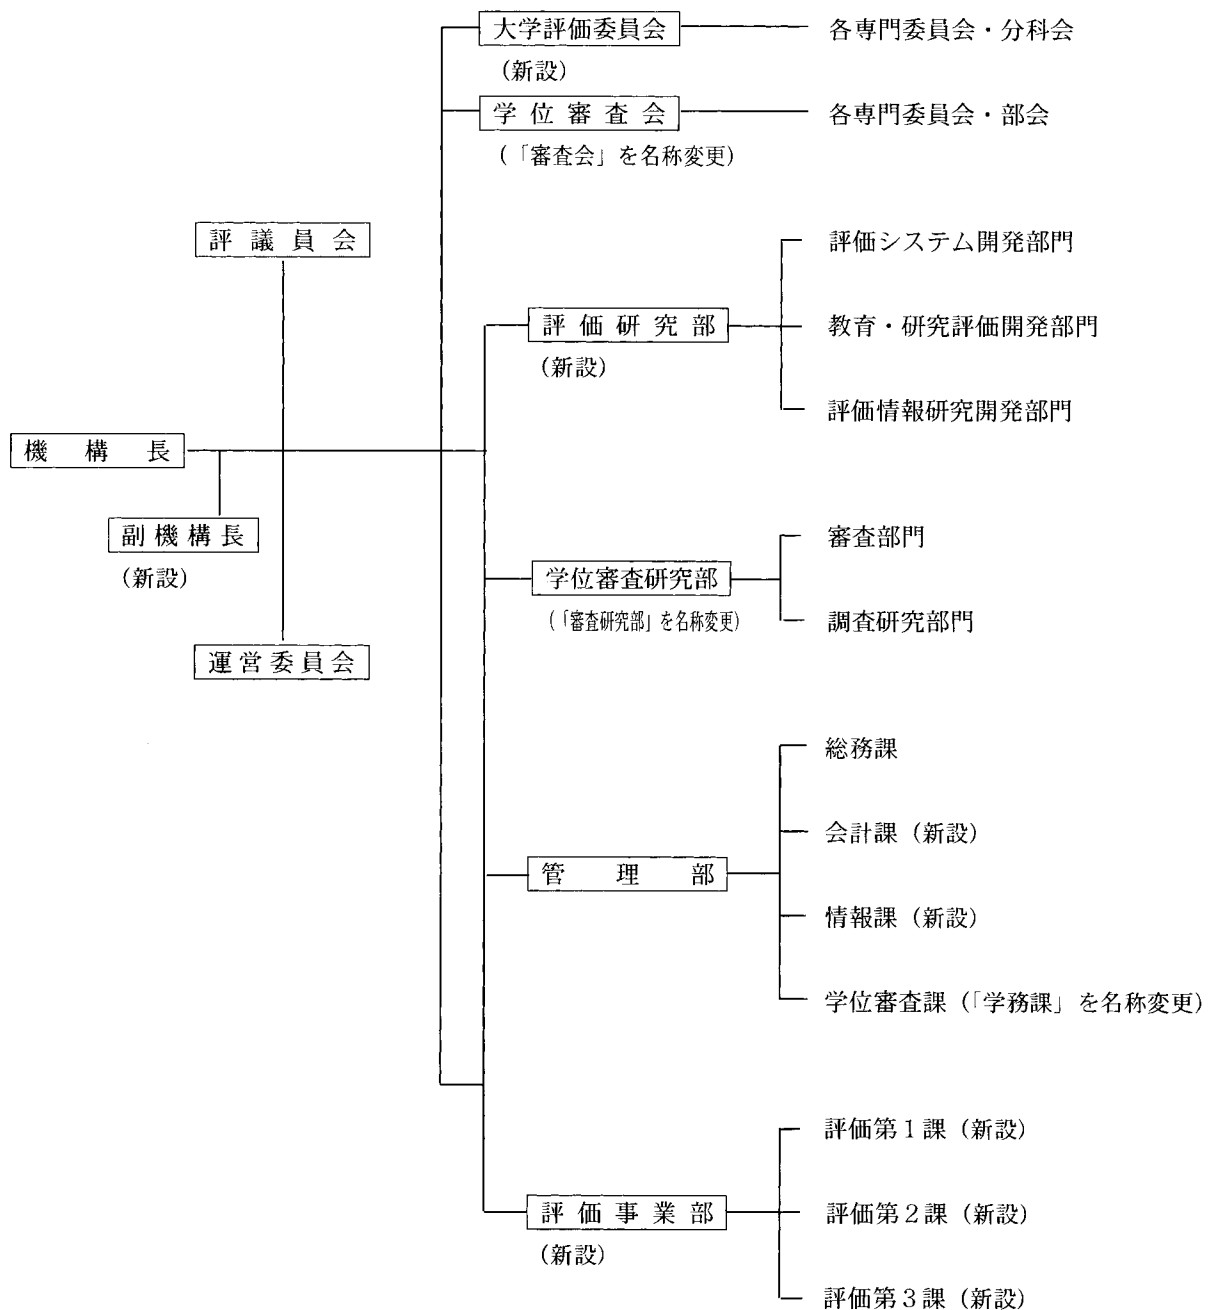 大学評価委員会
各専門委員会・分科会
(新設)
学位審査会
各専門委員会・部会
(「審査会」を名称変更)
評議員会
評価システム開発部門
評価研究部
教育・研究評価開発部門
(新設)
評価情報研究開発部門
機構長
副機構長
(新設)
審査部門
学位審査研究部
(「審査研究部」を名称変更)
調査研究部門
運営委員会
総務課
会計課(新設)
管理部
情報課(新設)
学位審査課(「学務課」を名称変更)
評価第1課(新設)
評価事業部
評価第2課(新設)
(新設)
評価第3課(新設)